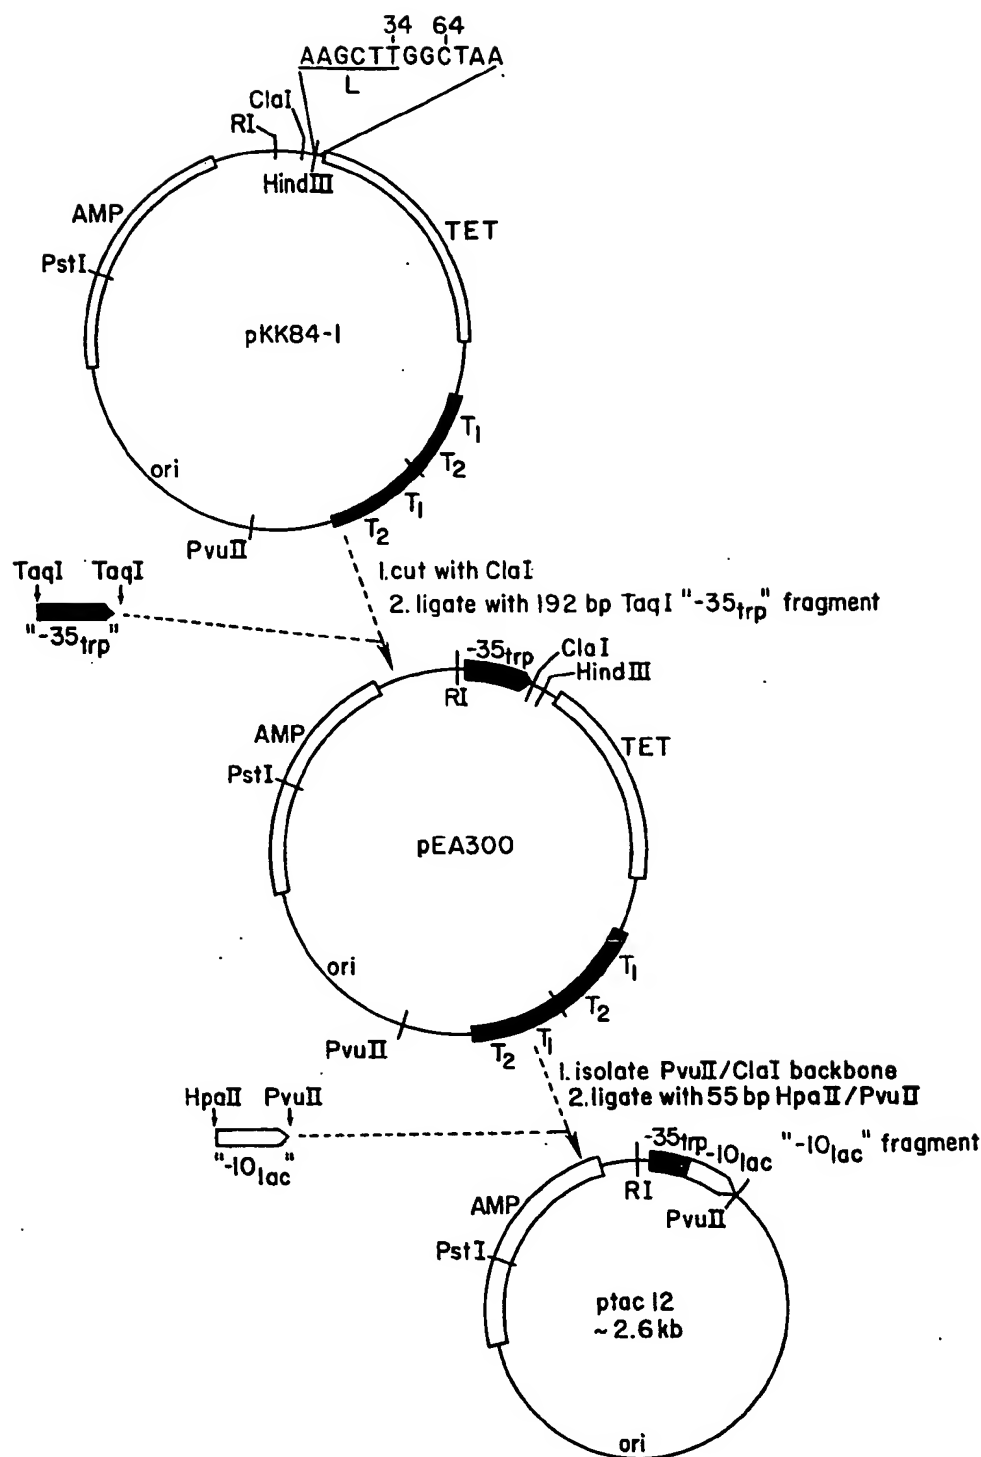 34 64
AAGCTTGGCTAA
L
ClaI
RI
HindIII
AMP
TET
PstI
pKK84-1
T1
T2
T1
T2
ori
PvuII
TaqI TaqI
"-35trp"
1.cut with ClaI
2. ligate with 192 bp TaqI "-35trp" fragment
-35trp
ClaI
HindIII
RI
AMP
TET
PstI
pEA300
ori
T1
T2
T1
T2
PvuII
1. isolate PvuII/ClaI backbone
2. ligate with 55 bp HpaII/PvuII
"-10lac" fragment
HpaII PvuII
"-10lac"
-35trp
-10lac
RI
PvuII
AMP
PstI
ptac 12
~2.6kb
ori